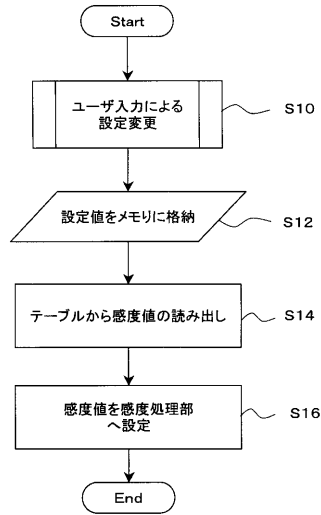 Start
ユーザ入力による
設定変更
S10
設定値をメモリに格納
S12
テーブルから感度値の読み出し
S14
感度値を感度処理部
へ設定
S16
End